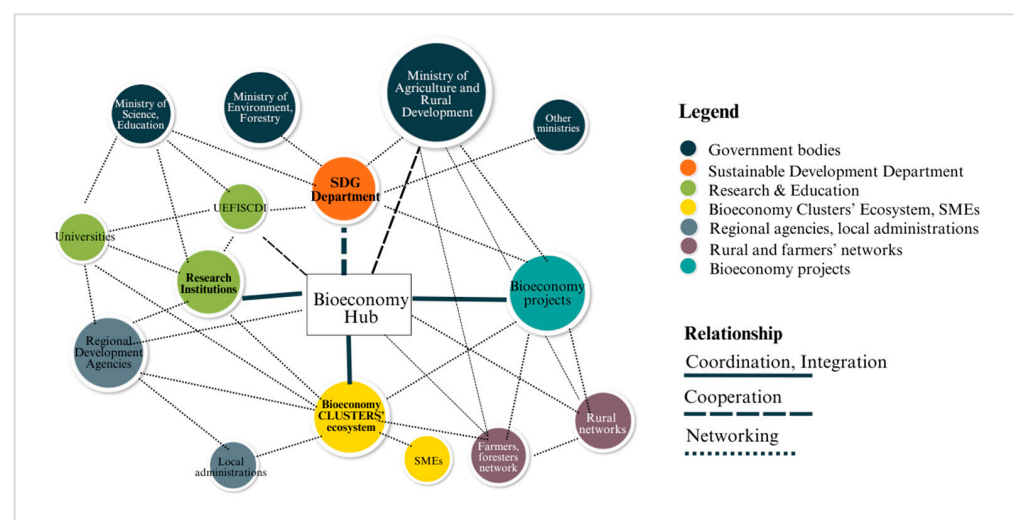 Ministry of
Science,
Education
Ministry of
Environment,
Forestry
Ministry of
Agriculture and
Rural
Development
Other
ministries
SDG
Department
UEFISCDI
Universities
Research
Institutions
Bioeconomy
Hub
Bioeconomy
projects
Regional
Development
Agencies
Bioeconomy
CLUSTERS’
ecosystem
Local
administrations
SMEs
Farmers,
foresters
network
Rural
networks
Legend
Government bodies
Sustainable Development Department
Research & Education
Bioeconomy Clusters’ Ecosystem, SMEs
Regional agencies, local administrations
Rural and farmers’ networks
Bioeconomy projects
Relationship
Coordination, Integration
Cooperation
Networking